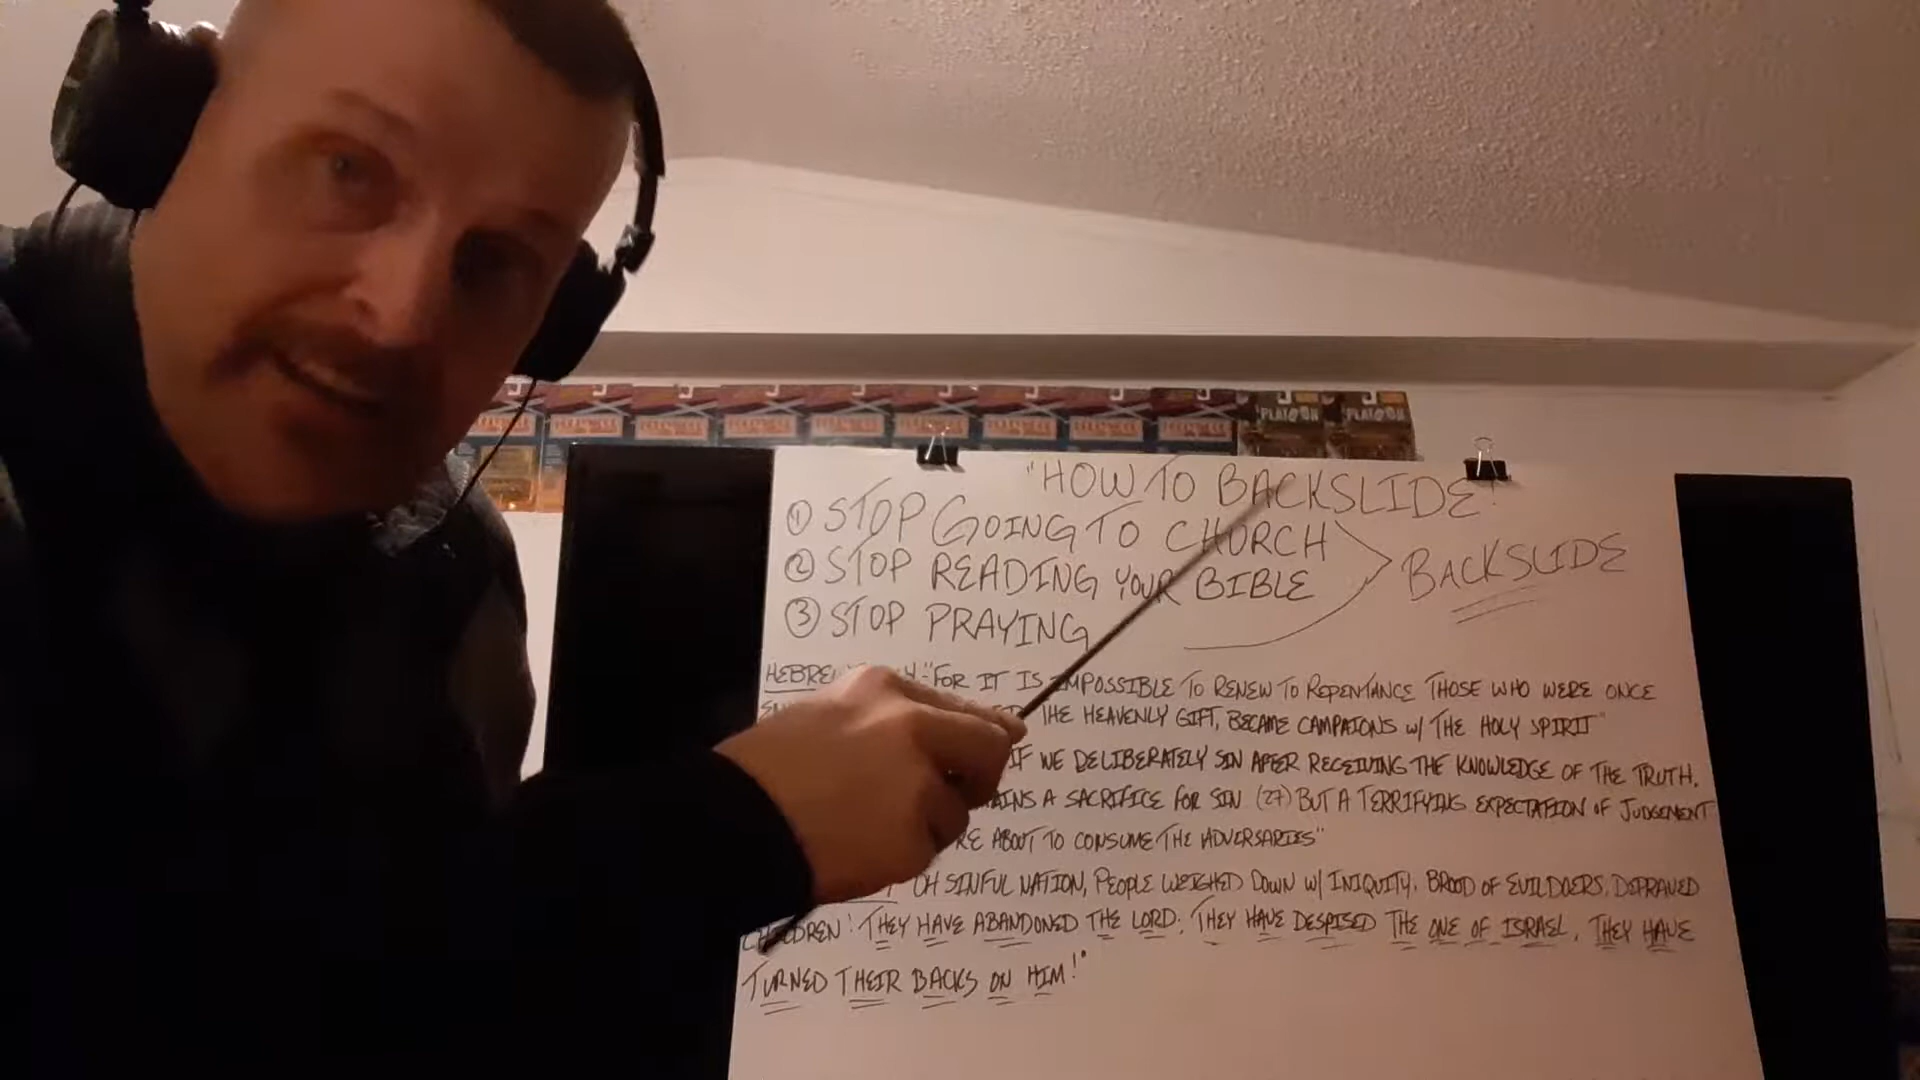 PLATOON PLATOON
"HOW TO BACKSLIDE"
① STOP GOING TO CHURCH
② STOP READING YOUR BIBLE
BACKSLIDE
③ STOP PRAYING
"FOR IT IS IMPOSSIBLE TO RENEW TO REPENTANCE THOSE WHO WERE ONCE
THE HEAVENLY GIFT, BECAME CAMPAIONS W/ THE HOLY SPIRIT"
IF WE DELIBERATELY SIN AFER RECEIVING THE KNOWLEDGE OF THE TRUTH.
A SACRIFICE FOR SIN (27) BUT A TERRIFYING EXPECTATION OF JUDGEMENT
ABOUT TO CONSUME THE ADVERSARIES"
OH SINFUL NATION, PEOPLE WEIGHED DOWN W/ INIQUITY, BROOD OF EVILDOERS, DEPRAVED
CHILDREN! THEY HAVE ABANDONED THE LORD; THEY HAVE DESPISED THE ONE OF ISRAEL, THEY HAVE
TURNED THEIR BACKS ON HIM!"